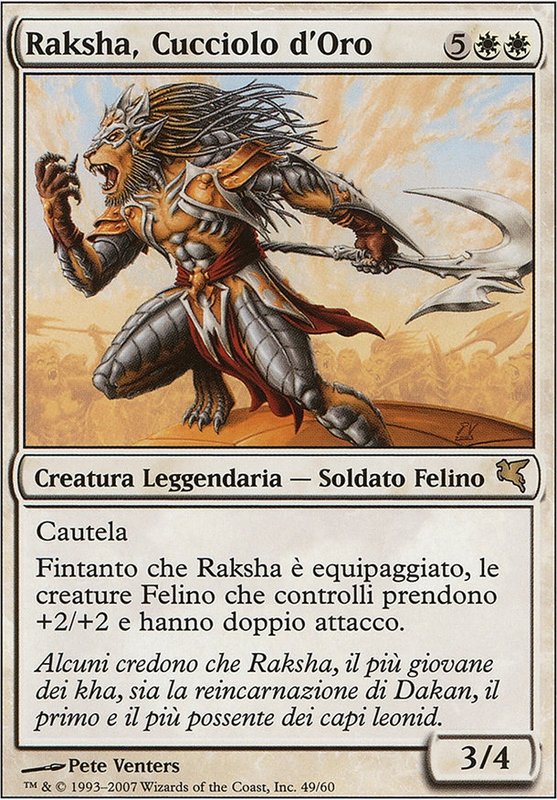 Raksha, Cucciolo d'Oro 5
Creatura Leggendaria — Soldato Felino
Cautela
Fintanto che Raksha è equipaggiato, le
creature Felino che controlli prendono
+2/+2 e hanno doppio attacco.
Alcuni credono che Raksha, il più giovane
dei kha, sia la reincarnazione di Dakan, il
primo e il più possente dei capi leonid.
Pete Venters
3/4
™ & © 1993–2007 Wizards of the Coast, Inc. 49/60